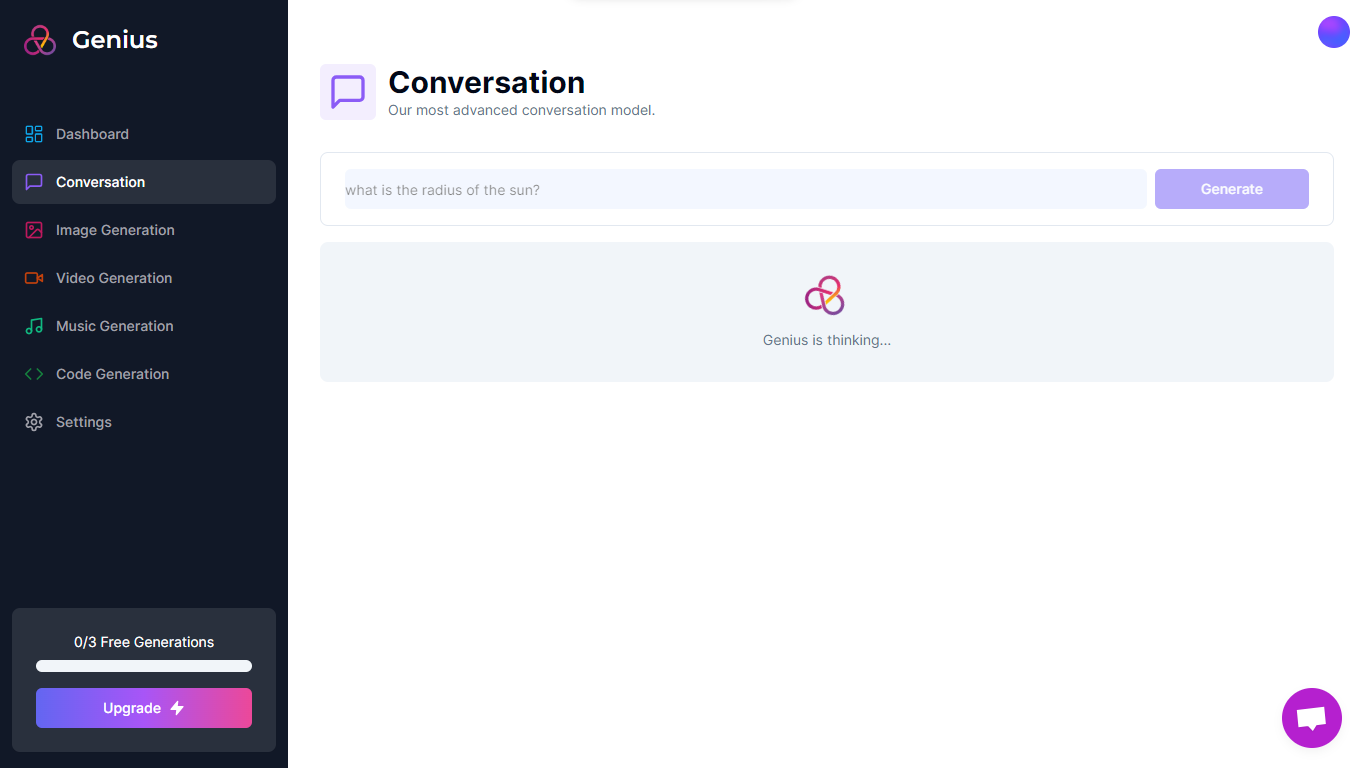 Genius
Dashboard
Conversation
Image Generation
Video Generation
Music Generation
Code Generation
Settings
0/3 Free Generations
Upgrade
Conversation
Our most advanced conversation model.
what is the radius of the sun?
Generate
Genius is thinking...